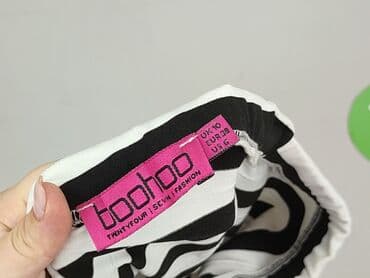 boohoo
TWENTYFOUR | SEVEN | FASHION
UK 10
EUR 38
US 6